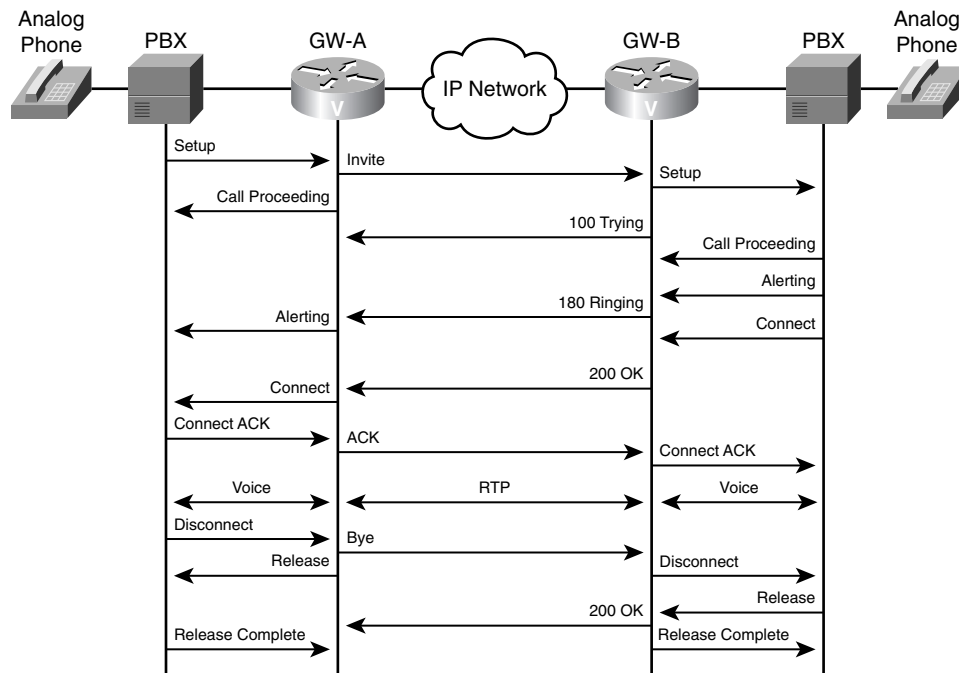 Analog
Phone
PBX
GW-A
GW-B
PBX
Analog
Phone
V
IP Network
V
Setup
Invite
Setup
Call Proceeding
100 Trying
Call Proceeding
Alerting
180 Ringing
Alerting
Connect
200 OK
Connect
Connect ACK
ACK
Connect ACK
Voice
RTP
Voice
Disconnect
Bye
Release
Disconnect
Release
200 OK
Release Complete
Release Complete